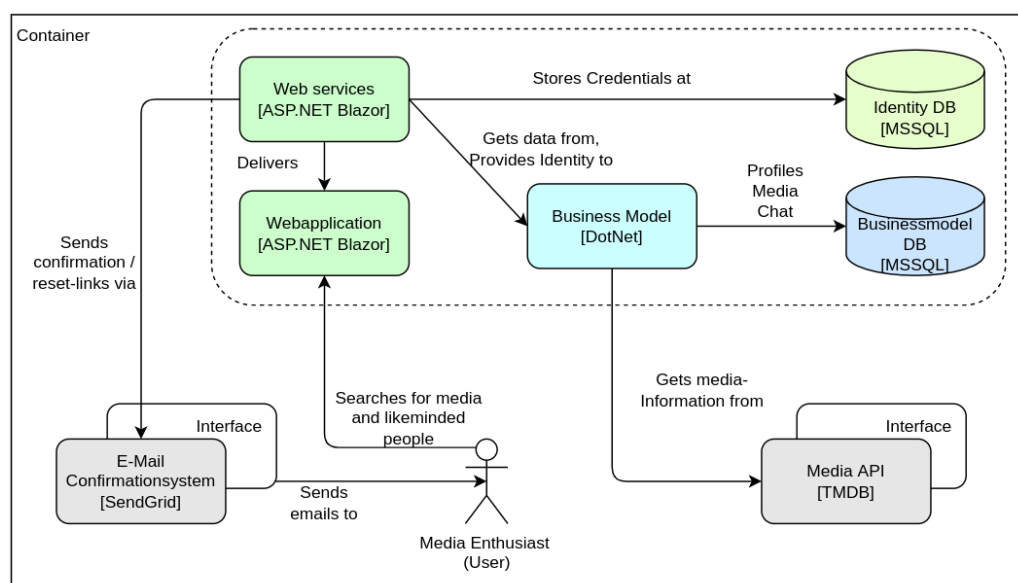 Container
Web services
[ASP.NET Blazor]
Stores Credentials at
Identity DB
[MSSQL]
Delivers
Gets data from,
Provides Identity to
Profiles
Media
Chat
Webapplication
[ASP.NET Blazor]
Business Model
[DotNet]
Businessmodel
DB
[MSSQL]
Sends
confirmation /
reset-links via
Searches for media
and likeminded
people
Gets media-
Information from
Interface
E-Mail
Confirmationsystem
[SendGrid]
Sends
emails to
Media Enthusiast
(User)
Interface
Media API
[TMDB]